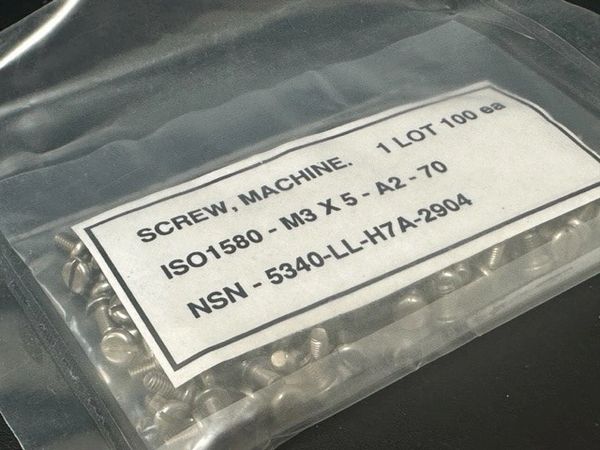 SCREW, MACHINE. 1 LOT 100 ea
ISO1580 - M3 X 5 - A2 - 70
NSN - 5340-LL-H7A-2904